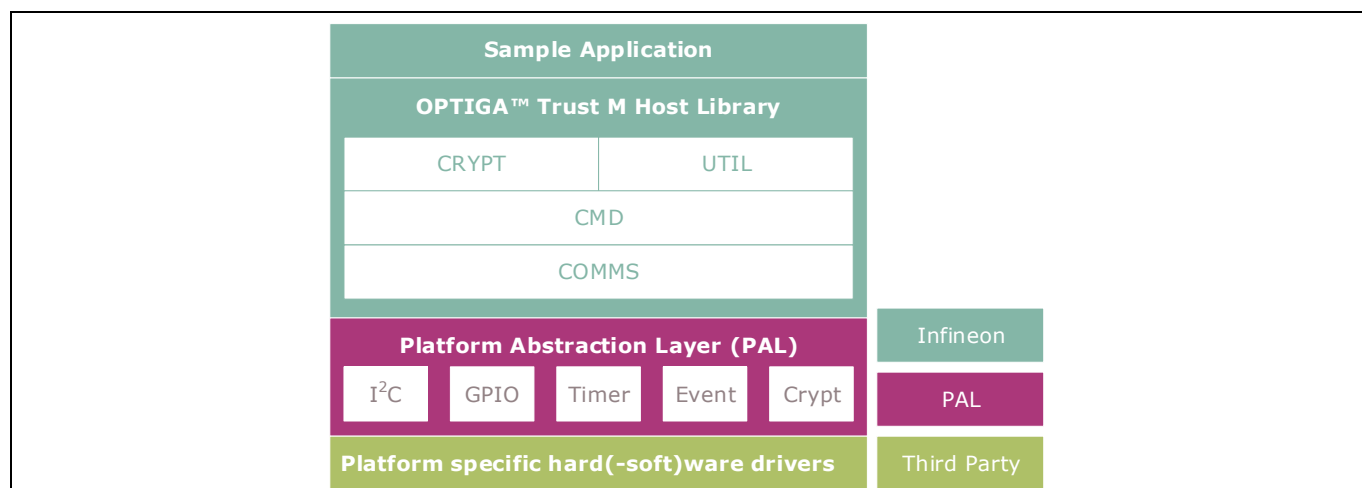 Sample Application
OPTIGA™ Trust M Host Library
CRYPT UTIL
CMD
COMMS
Platform Abstraction Layer (PAL)
I²C GPIO Timer Event Crypt
Platform specific hard(-soft)ware drivers
Infineon
PAL
Third Party